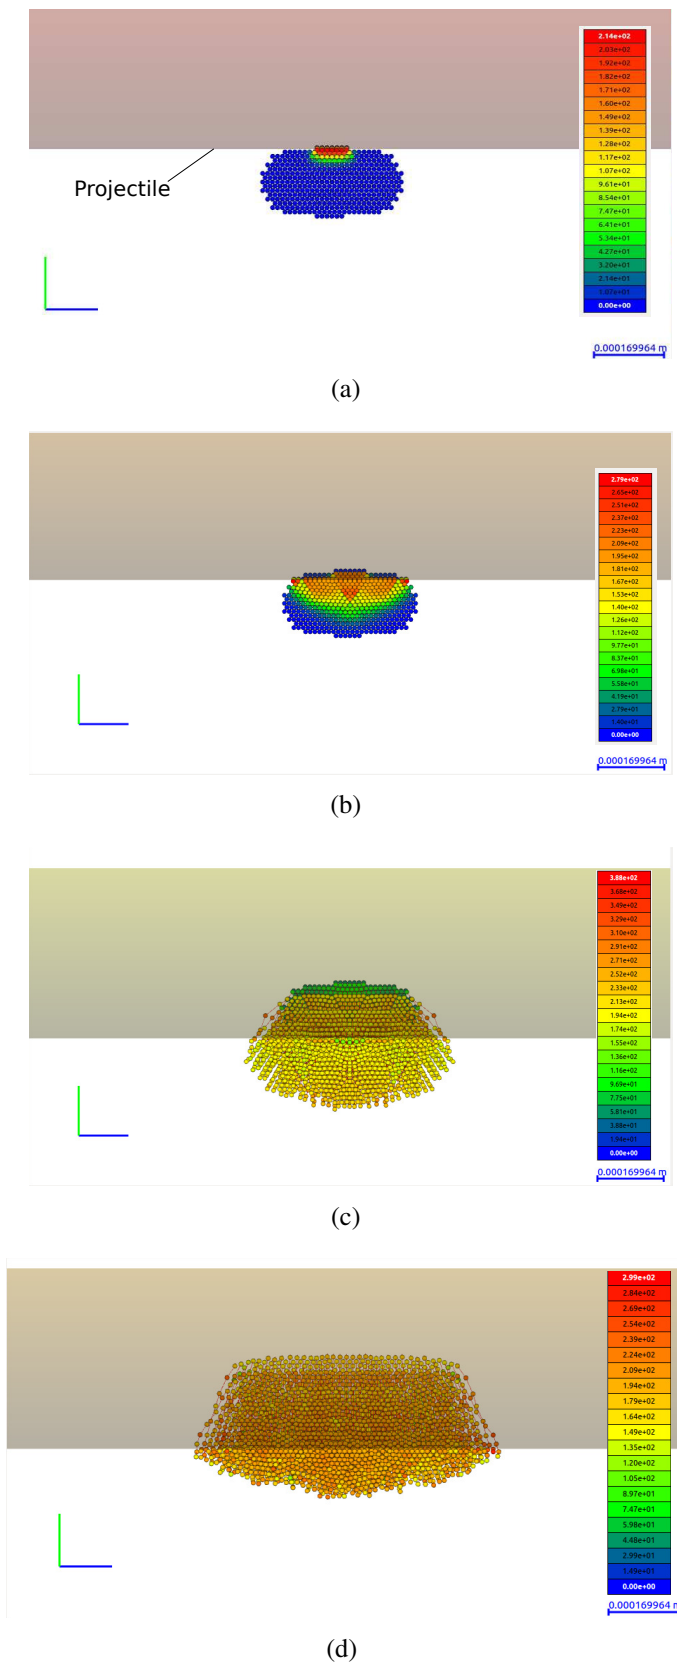 2.14e+02
2.03e+02
1.92e+02
1.82e+02
1.71e+02
1.60e+02
1.49e+02
1.39e+02
1.28e+02
1.17e+02
1.07e+02
9.61e+01
8.54e+01
7.47e+01
6.41e+01
5.34e+01
4.27e+01
3.20e+01
2.14e+01
1.07e+01
0.00e+00
Projectile
0.000169964 m
(a)
2.79e+02
2.65e+02
2.51e+02
2.37e+02
2.23e+02
2.09e+02
1.95e+02
1.81e+02
1.67e+02
1.53e+02
1.40e+02
1.26e+02
1.12e+02
9.77e+01
8.37e+01
6.98e+01
5.58e+01
4.19e+01
2.79e+01
1.40e+01
0.00e+00
0.000169964 m
(b)
3.88e+02
3.68e+02
3.49e+02
3.29e+02
3.10e+02
2.91e+02
2.71e+02
2.52e+02
2.33e+02
2.13e+02
1.94e+02
1.74e+02
1.55e+02
1.36e+02
1.16e+02
9.69e+01
7.75e+01
5.81e+01
3.88e+01
1.94e+01
0.00e+00
0.000169964 m
(c)
2.99e+02
2.84e+02
2.69e+02
2.54e+02
2.39e+02
2.24e+02
2.09e+02
1.94e+02
1.79e+02
1.64e+02
1.49e+02
1.35e+02
1.20e+02
1.05e+02
8.97e+01
7.47e+01
5.98e+01
4.48e+01
2.99e+01
1.49e+01
0.00e+00
0.000169964 m
(d)